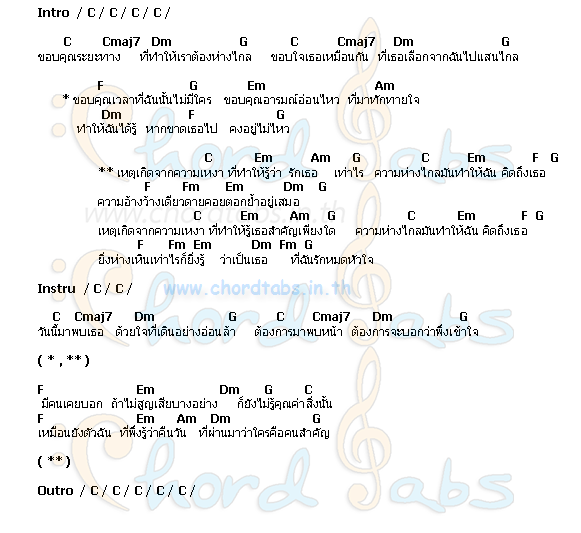 Intro / C / C / C / C /
C Cmaj7 Dm G C Cmaj7 Dm G
ขอบคุณระยะทาง ที่ทำให้เราต้องห่างไกล ขอบใจเธอเหมือนกัน ที่เธอเลือกจากฉันไปแสนไกล
F G Em Am
* ขอบคุณเวลาที่ฉันนั้นไม่มีใคร ขอบคุณอารมณ์อ่อนไหว ที่มาทักทายใจ
Dm F G
ทำให้ฉันได้รู้ หากขาดเธอไป คงอยู่ไม่ไหว
C Em Am G C Em F G
** เหตุเกิดจากความเหงา ที่ทำให้รู้ว่า รักเธอ เท่าไร ความห่างไกลมันทำให้ฉัน คิดถึงเธอ
F Fm Em Dm G
ความอ้างว้างเดียวดายคอยตอกย้ำอยู่เสมอ
C Em Am G C Em F G
เหตุเกิดจากความเหงา ที่ทำให้รู้เธอสำคัญเพียงใด ความห่างไกลมันทำให้ฉัน คิดถึงเธอ
F Fm Em Dm Fm G
ยิ่งห่างเห็นเท่าไรก็ยิ่งรู้ ว่าเป็นเธอ ที่ฉันรักหมดหัวใจ
Instru / C / C /
www.chordtabs.in.th
C Cmaj7 Dm G C Cmaj7 Dm G
วันนี้มาพบเธอ ด้วยใจที่เดินอย่างอ่อนล้า ต้องการมาพบหน้า ต้องการจะบอกว่าพึ่งเข้าใจ
( * , ** )
F Em Dm G C
มีคนเคยบอก ถ้าไม่สูญเสียบางอย่าง ก็ยังไม่รู้คุณค่าสิ่งนั้น
F Em Am Dm G
เหมือนยังตัวฉัน ที่พึ่งรู้ว่าคืนวัน ที่ผ่านมาว่าใครคือคนสำคัญ
( ** )
Outro / C / C / C / C / C /
Chord Tabs